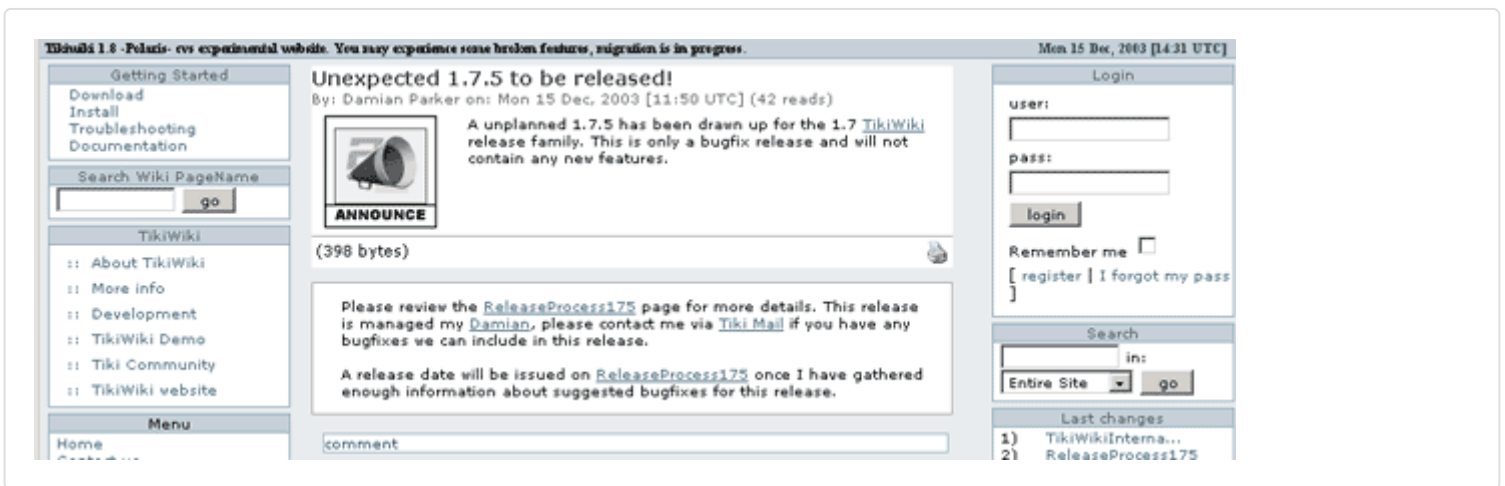 Tikiwiki 1.8 -Polaris- cvs experimental website. You may experience some broken features, migration is in progress.
Mon 15 Dec, 2003 [14:31 UTC]
Getting Started
Download
Install
Troubleshooting
Documentation
Search Wiki PageName
go
TikiWiki
:: About TikiWiki
:: More info
:: Development
:: TikiWiki Demo
:: Tiki Community
:: TikiWiki website
Menu
Home
Contact us
Unexpected 1.7.5 to be released!
By: Damian Parker on: Mon 15 Dec, 2003 [11:50 UTC] (42 reads)
ANNOUNCE
A unplanned 1.7.5 has been drawn up for the 1.7 TikiWiki
release family. This is only a bugfix release and will not
contain any new features.
(398 bytes)
Please review the ReleaseProcess175 page for more details. This release
is managed my Damian, please contact me via Tiki Mail if you have any
bugfixes we can include in this release.
A release date will be issued on ReleaseProcess175 once I have gathered
enough information about suggested bugfixes for this release.
comment
Login
user:
pass:
login
Remember me
[ register | I forgot my pass
]
Search
in:
Entire Site go
Last changes
1) TikiWikiInterna...
2) ReleaseProcess175